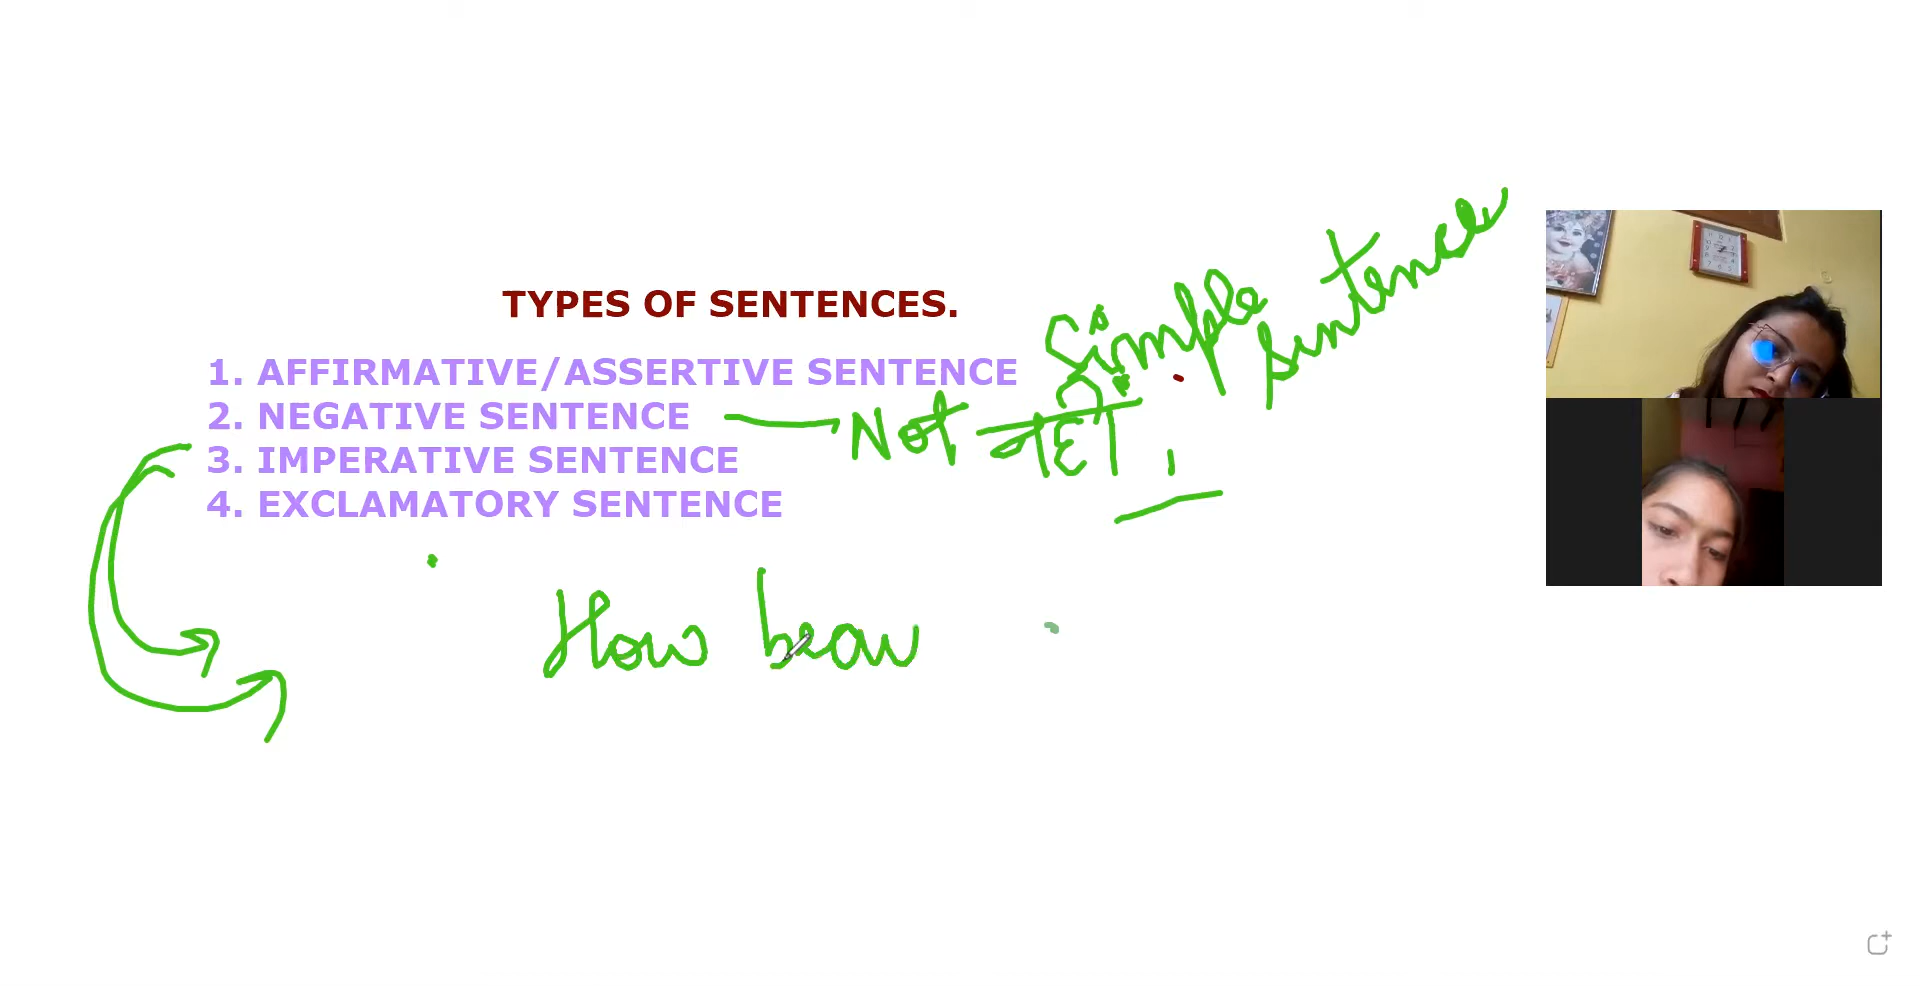 TYPES OF SENTENCES.
1. AFFIRMATIVE/ASSERTIVE SENTENCE
Simple sentence
2. NEGATIVE SENTENCE
Not नहीं
3. IMPERATIVE SENTENCE
4. EXCLAMATORY SENTENCE
How beau